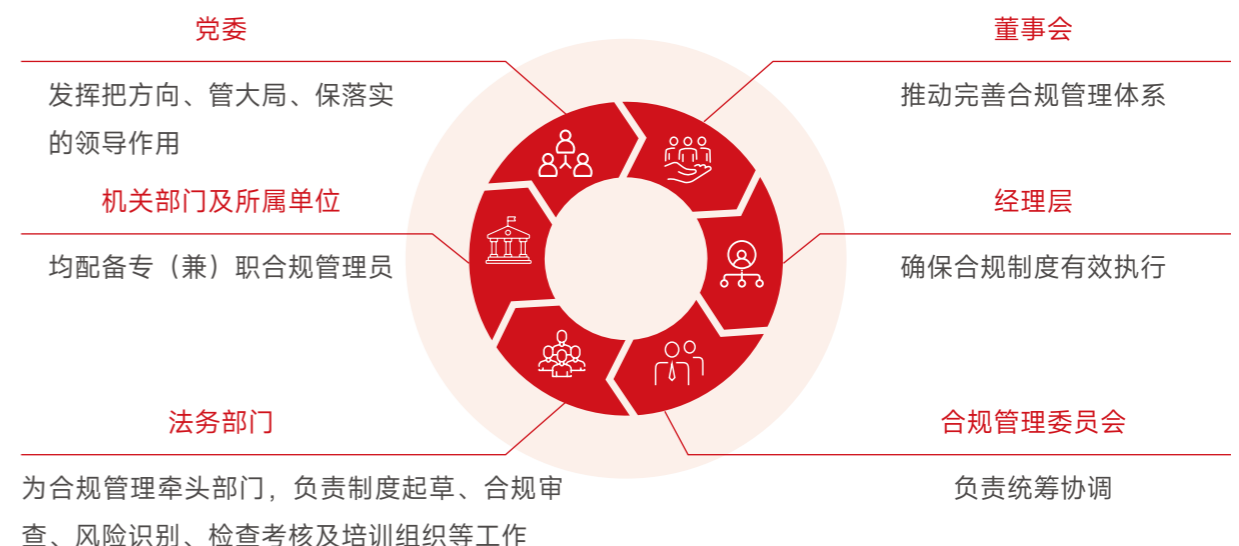 党委
发挥把方向、管大局、保落实
的领导作用
董事会
推动完善合规管理体系
机关部门及所属单位
均配备专（兼）职合规管理员
经理层
确保合规制度有效执行
法务部门
为合规管理牵头部门，负责制度起草、合规审
查、风险识别、检查考核及培训组织等工作
合规管理委员会
负责统筹协调